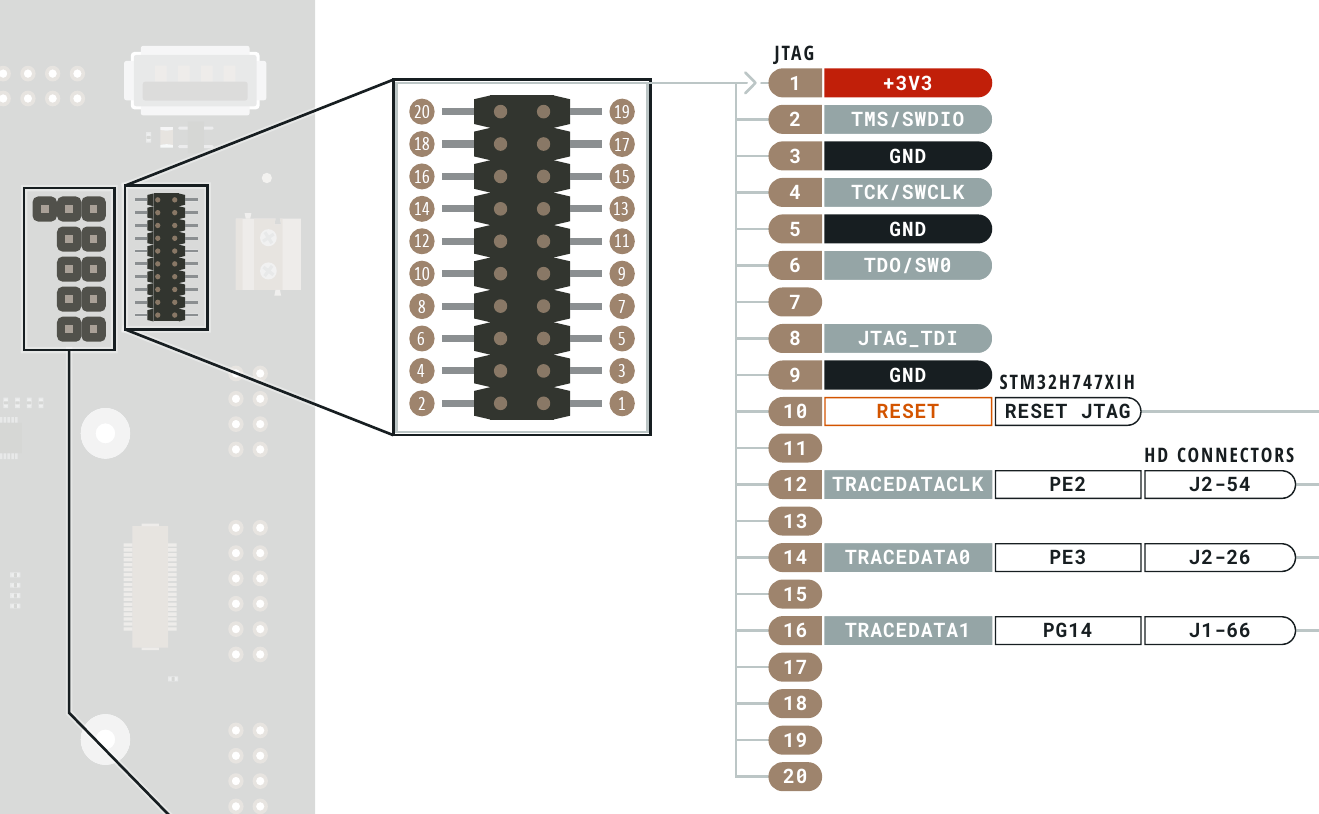 JTAG
1 +3V3
20 19
2 TMS/SWDIO
18 17
3 GND
16 15
4 TCK/SWCLK
14 13
5 GND
12 11
6 TDO/SW0
10 9
7
8 7
8 JTAG_TDI
6 5
9 GND
4 3
STM32H747XIH
2 1
10 RESET RESET JTAG
11
HD CONNECTORS
12 TRACEDATACLK PE2 J2-54
13
14 TRACEDATA0 PE3 J2-26
15
16 TRACEDATA1 PG14 J1-66
17
18
19
20